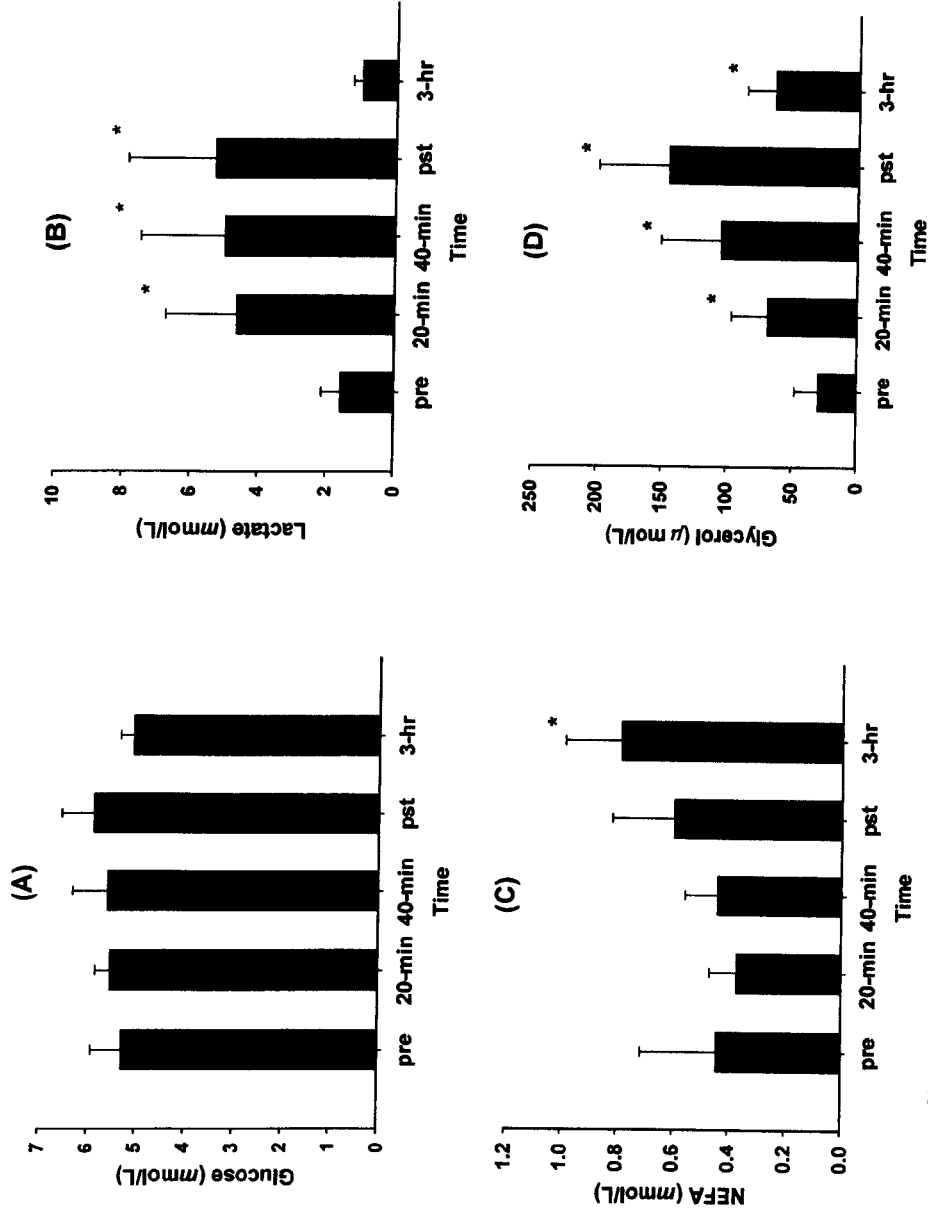 (A)
Glucose (mmol/L)
7
6
5
4
3
2
1
0
pre 20-min 40-min pst 3-hr
Time
(B)
Lactate (mmol/L)
10
8
6
4
2
0
* * *
pre 20-min 40-min pst 3-hr
Time
(C)
NEFA (mmol/L)
1.2
1.0
0.8
0.6
0.4
0.2
0.0
*
pre 20-min 40-min pst 3-hr
Time
(D)
Glycerol (μ mol/L)
250
200
150
100
50
0
* * * *
pre 20-min 40-min pst 3-hr
Time